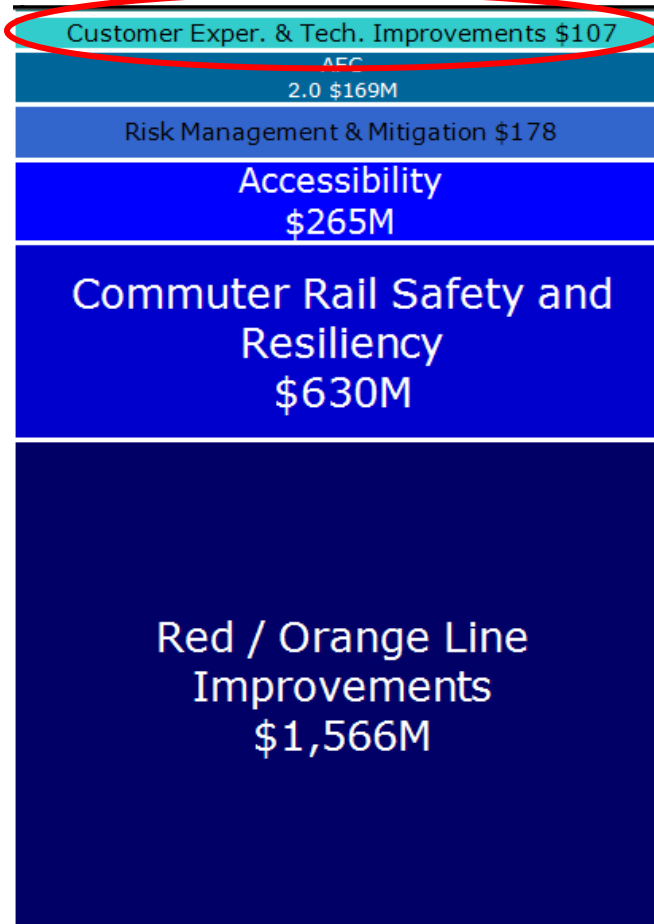 Customer Exper. & Tech. Improvements $107
AFC
2.0 $169M
Risk Management & Mitigation $178
Accessibility
$265M
Commuter Rail Safety and
Resiliency
$630M
Red / Orange Line
Improvements
$1,566M